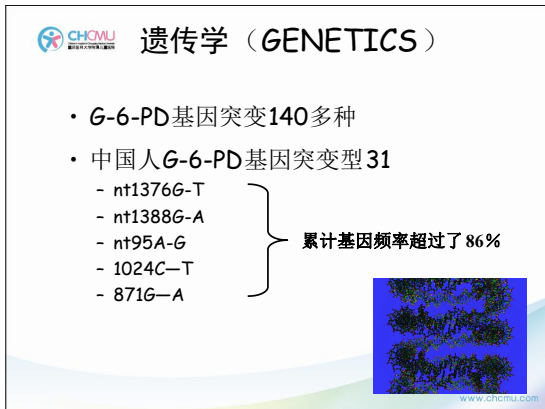 CHCMU
遗传学（GENETICS）
• G-6-PD基因突变140多种
• 中国人G-6-PD基因突变型31
– nt1376G-T
– nt1388G-A
– nt95A-G
– 1024C—T
– 871G—A
累计基因频率超过了86%
www.chcmu.com